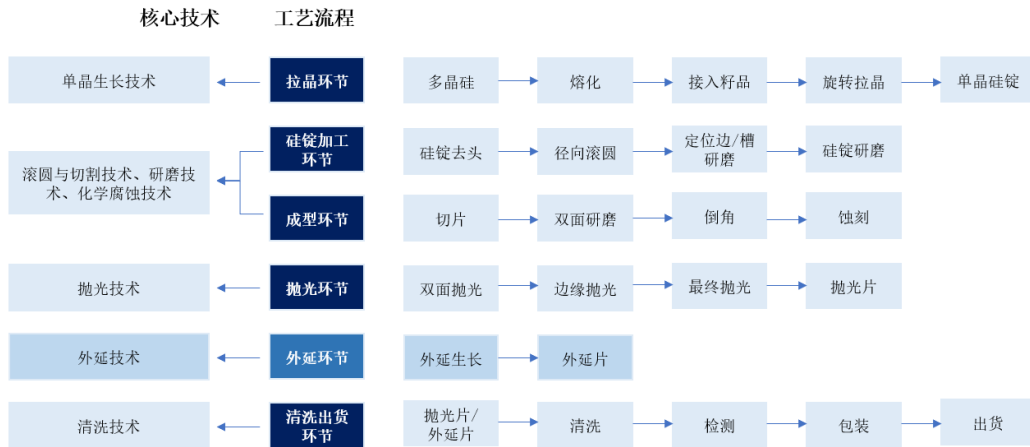 核心技术
工艺流程
单晶生长技术
拉晶环节
多晶硅
熔化
接入籽品
旋转拉晶
单晶硅锭
滚圆与切割技术、研磨技
术、化学腐蚀技术
硅锭加工
环节
硅锭去头
径向滚圆
定位边/槽
研磨
硅锭研磨
成型环节
切片
双面研磨
倒角
蚀刻
抛光技术
抛光环节
双面抛光
边缘抛光
最终抛光
抛光片
外延技术
外延环节
外延生长
外延片
清洗技术
清洗出货
环节
抛光片/
外延片
清洗
检测
包装
出货